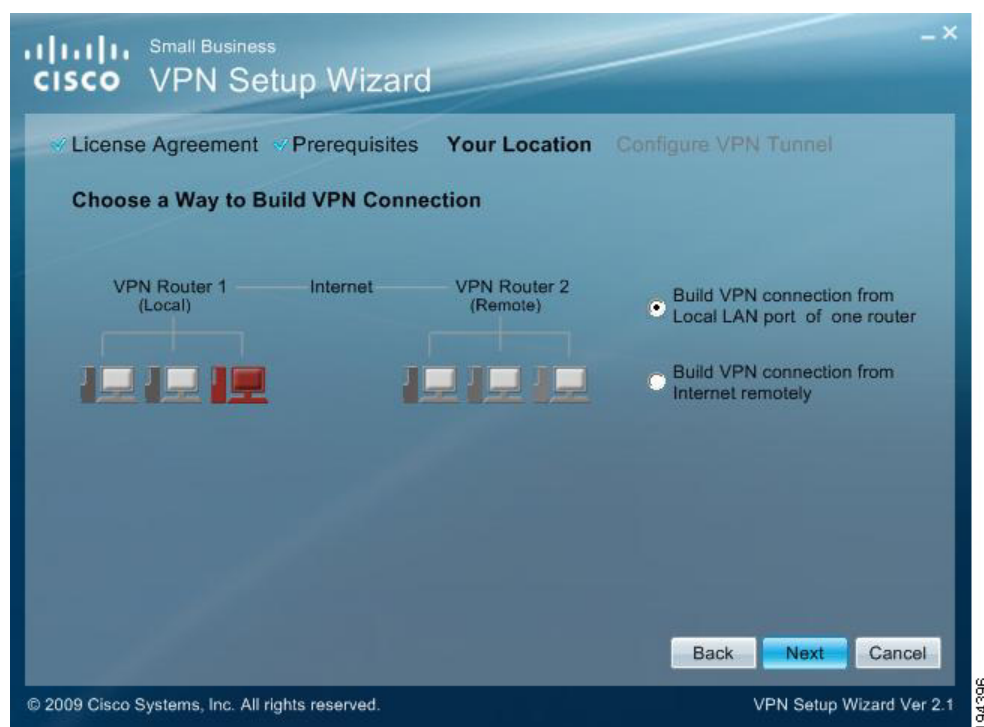 Small Business
CISCO VPN Setup Wizard
License Agreement Prerequisites Your Location Configure VPN Tunnel
Choose a Way to Build VPN Connection
VPN Router 1 Internet VPN Router 2
(Local) (Remote)
Build VPN connection from
Local LAN port of one router
Build VPN connection from
Internet remotely
Back Next Cancel
© 2009 Cisco Systems, Inc. All rights reserved. VPN Setup Wizard Ver 2.1
194396